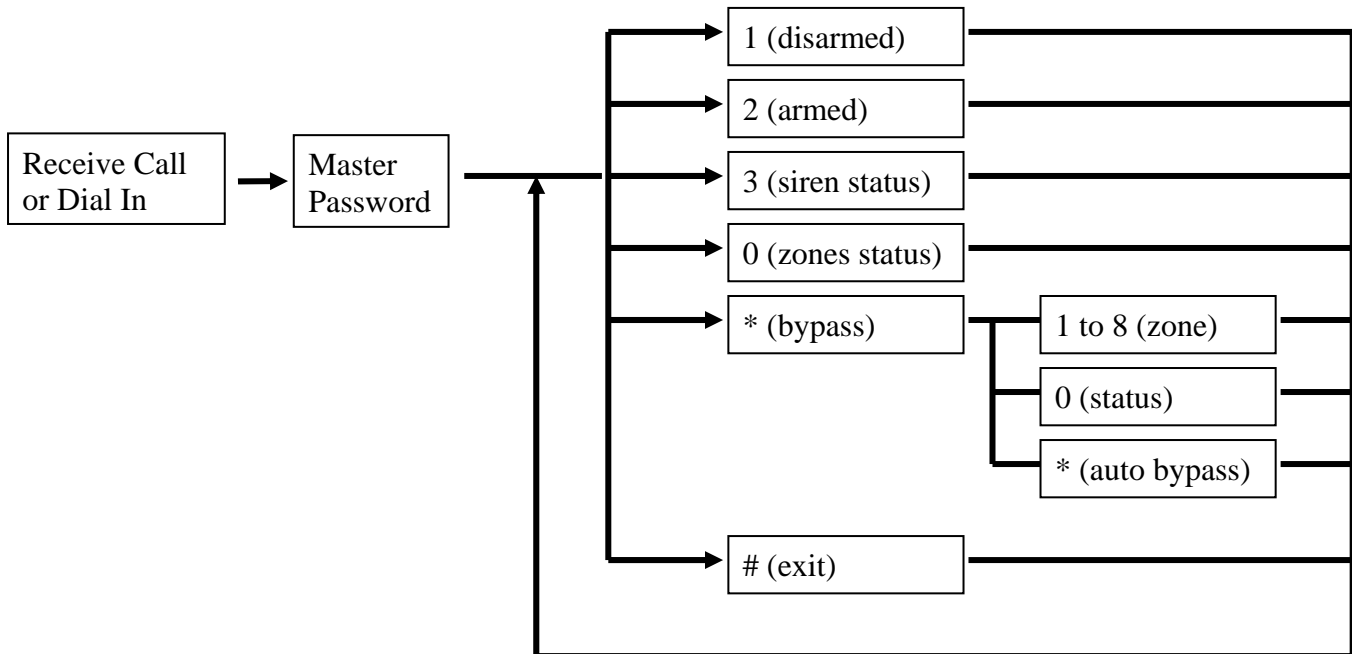 Receive Call
or Dial In
Master
Password
1 (disarmed)
2 (armed)
3 (siren status)
0 (zones status)
* (bypass)
1 to 8 (zone)
0 (status)
* (auto bypass)
# (exit)